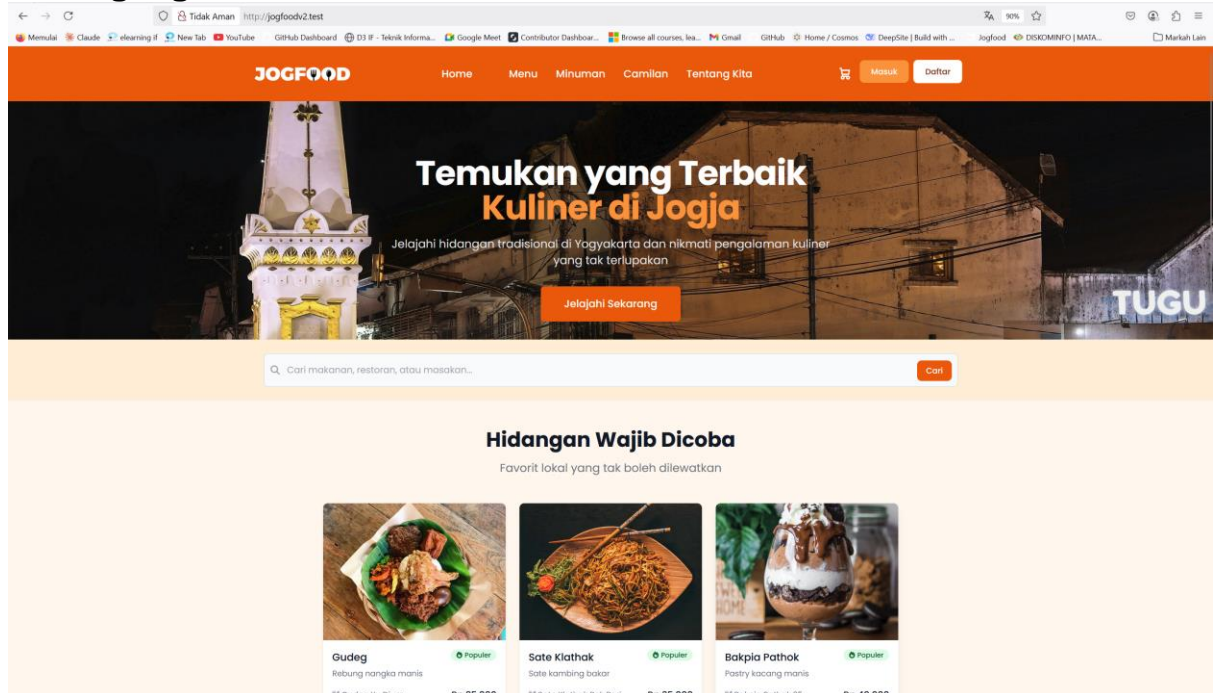 Tidak Aman http://jogfoodv2.test 90%
Memulai Claude elearning if New Tab YouTube GitHub Dashboard D3 IF - Teknik Informa... Google Meet Contributor Dashboar... Browse all courses, lea... Gmail GitHub Home / Cosmos DeepSite | Build with ... Jogfood DISKOMINFO | MATA... Markah Lain
JOGFOOD Home Menu Minuman Camilan Tentang Kita Masuk Daftar
Temukan yang Terbaik
Kuliner di Jogja
Jelajahi hidangan tradisional di Yogyakarta dan nikmati pengalaman kuliner
yang tak terlupakan
Jelajahi Sekarang
TUGU
Cari makanan, restoran, atau masakan... Cari
Hidangan Wajib Dicoba
Favorit lokal yang tak boleh dilewatkan
Gudeg Populer Sate Klathak Populer Bakpia Pathok Populer
Rebung nangka manis Sate kambing bakar Pastry kacang manis